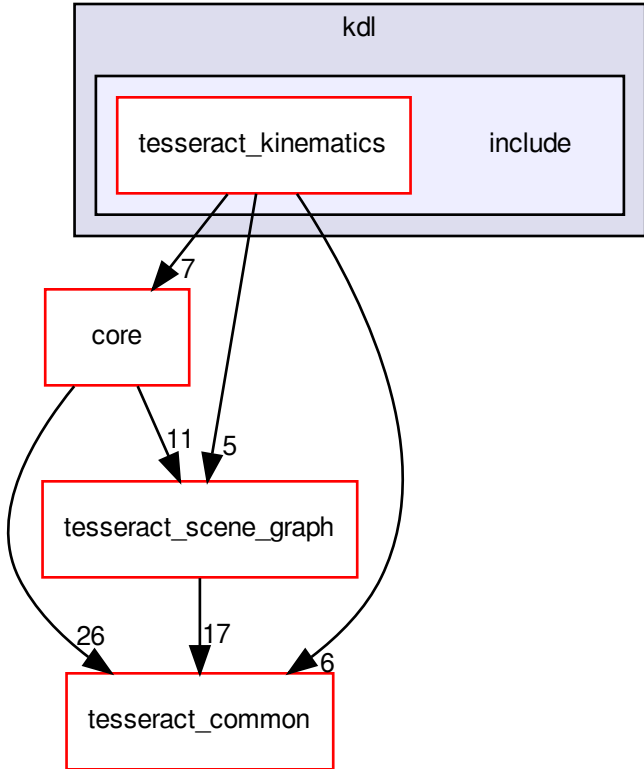 kdl
tesseract_kinematics
include
7
core
11
5
tesseract_scene_graph
26
17
6
tesseract_common